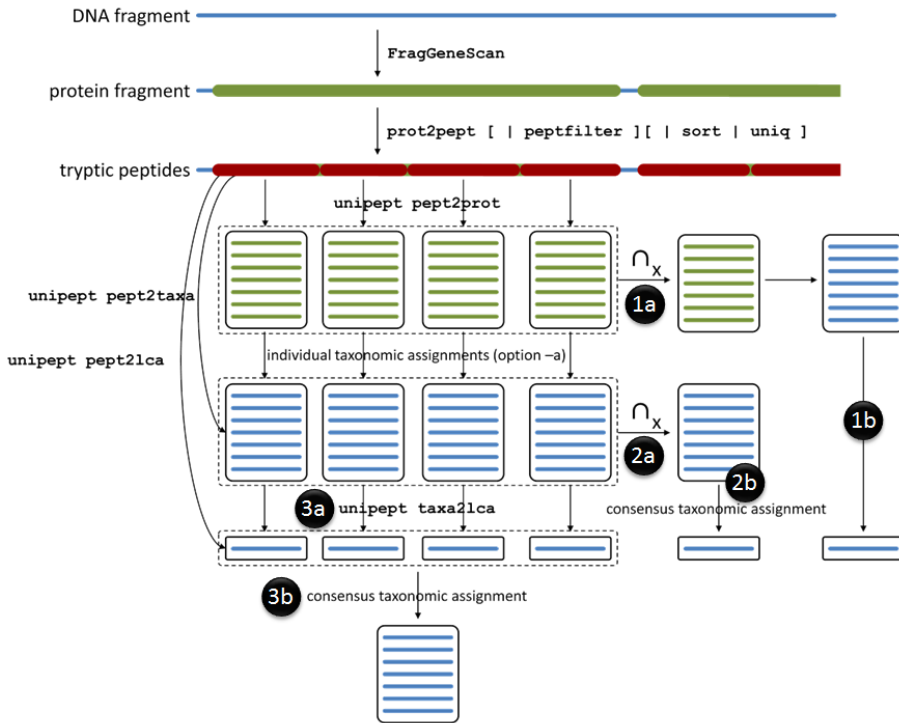 DNA fragment
FragGeneScan
protein fragment
prot2pept [ | peptfilter ][ | sort | uniq ]
tryptic peptides
unipept pept2prot
∩x
1a
unipept pept2taxa
unipept pept2lca
individual taxonomic assignments (option –a)
∩x
1b
2a
2b
3a
unipept taxa2lca
consensus taxonomic assignment
3b
consensus taxonomic assignment